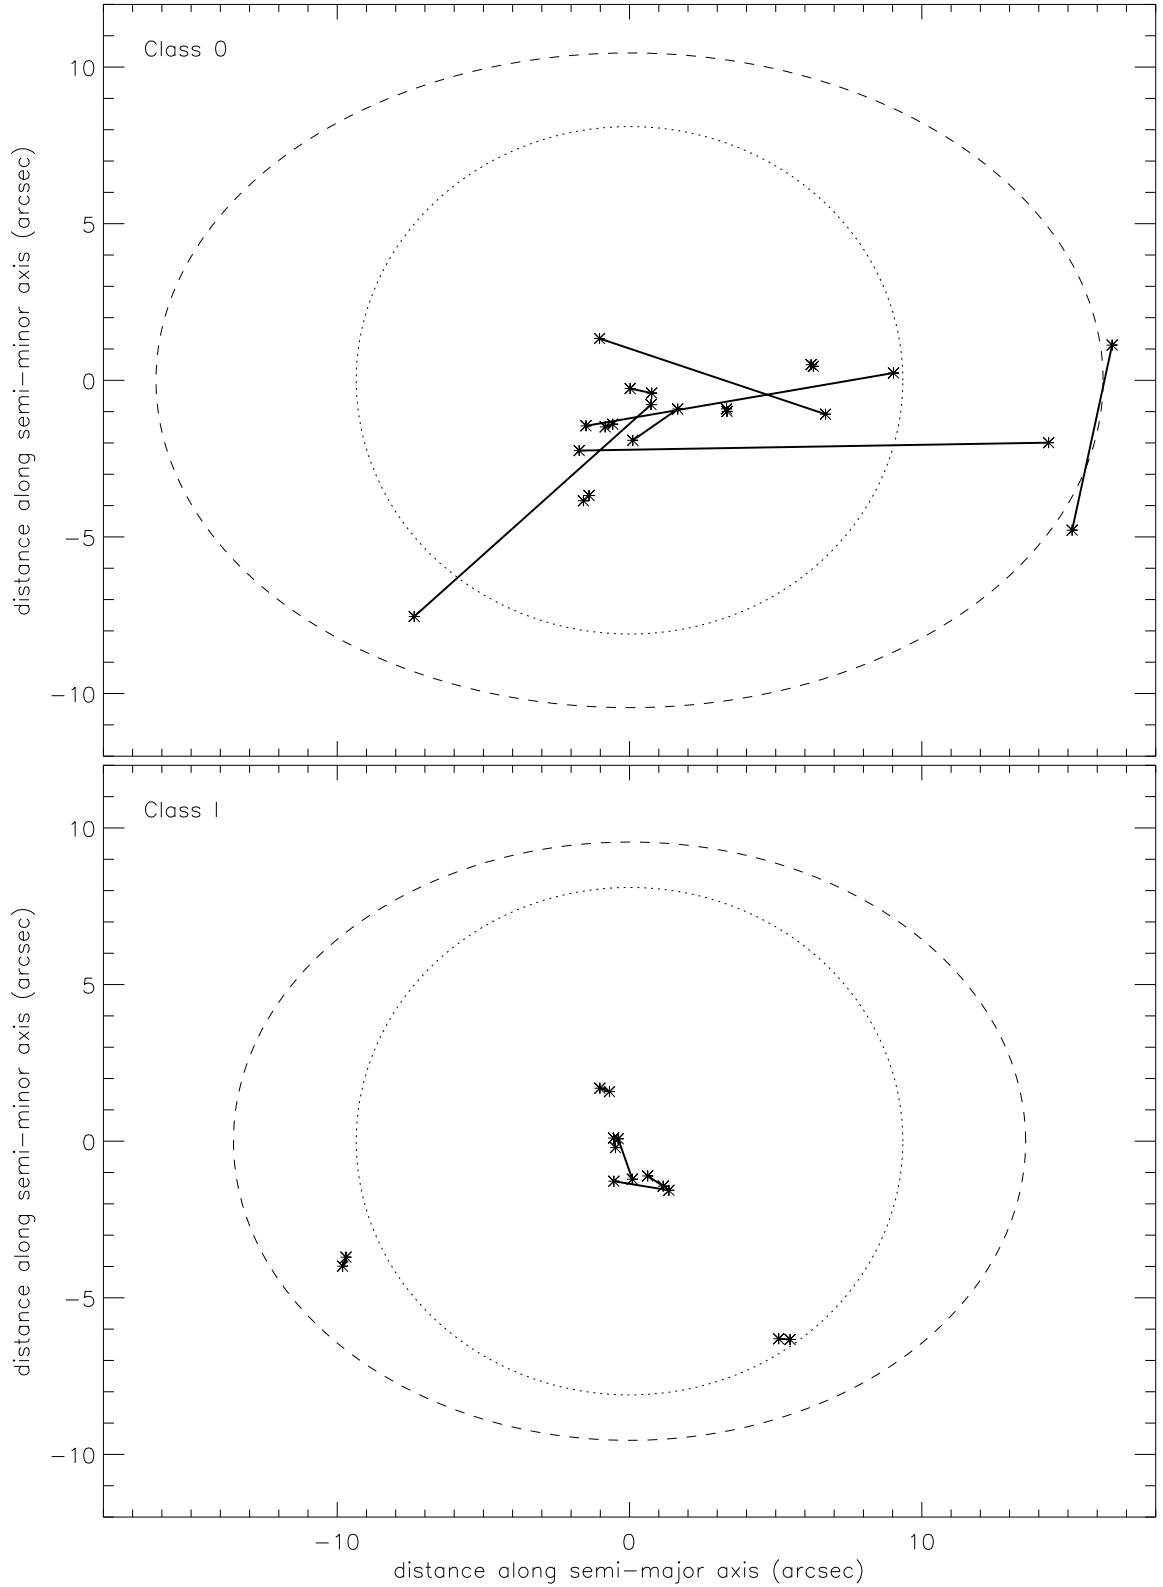 Class 0
10
5
0
−5
−10
distance along semi−minor axis (arcsec)
Class I
10
5
0
−5
−10
distance along semi−minor axis (arcsec)
−10 0 10
distance along semi−major axis (arcsec)